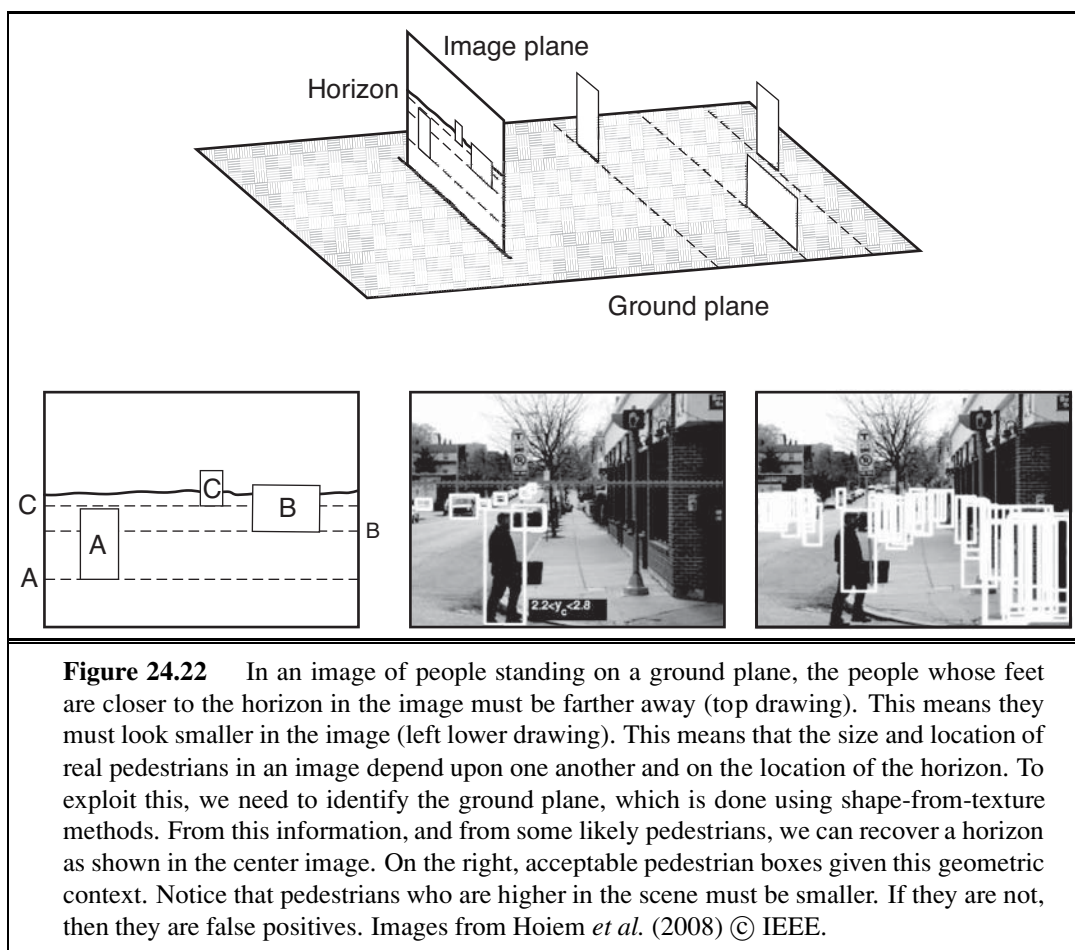 Image plane
Horizon
Ground plane
C
C
B
A
B
A
2.2<yc<2.8
Figure 24.22 In an image of people standing on a ground plane, the people whose feet
are closer to the horizon in the image must be farther away (top drawing). This means they
must look smaller in the image (left lower drawing). This means that the size and location of
real pedestrians in an image depend upon one another and on the location of the horizon. To
exploit this, we need to identify the ground plane, which is done using shape-from-texture
methods. From this information, and from some likely pedestrians, we can recover a horizon
as shown in the center image. On the right, acceptable pedestrian boxes given this geometric
context. Notice that pedestrians who are higher in the scene must be smaller. If they are not,
then they are false positives. Images from Hoiem et al. (2008) © IEEE.